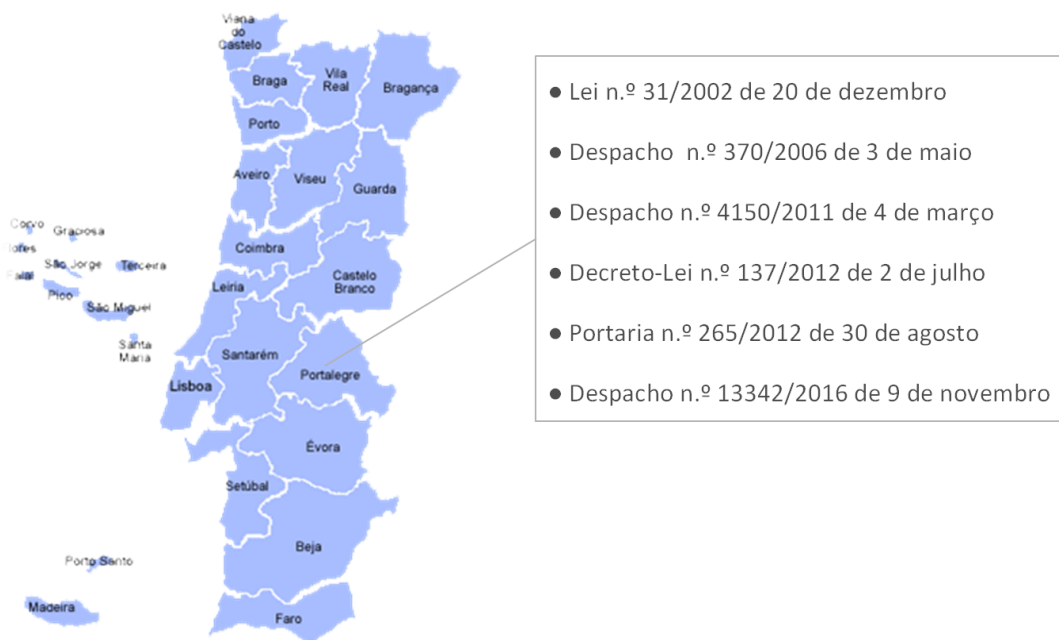 Viana
do
Castelo
Braga
Vila
Real
Bragança
Porto
Aveiro
Viseu
Guarda
Coimbra
Castelo
Branco
Leiria
Santarém
Lisboa
Portalegre
Évora
Setúbal
Beja
Faro
Corvo
Graciosa
Flores
São Jorge
Terceira
Faial
Pico
São Miguel
Santa
Maria
Porto Santo
Madeira
● Lei n.º 31/2002 de 20 de dezembro
● Despacho n.º 370/2006 de 3 de maio
● Despacho n.º 4150/2011 de 4 de março
● Decreto-Lei n.º 137/2012 de 2 de julho
● Portaria n.º 265/2012 de 30 de agosto
● Despacho n.º 13342/2016 de 9 de novembro